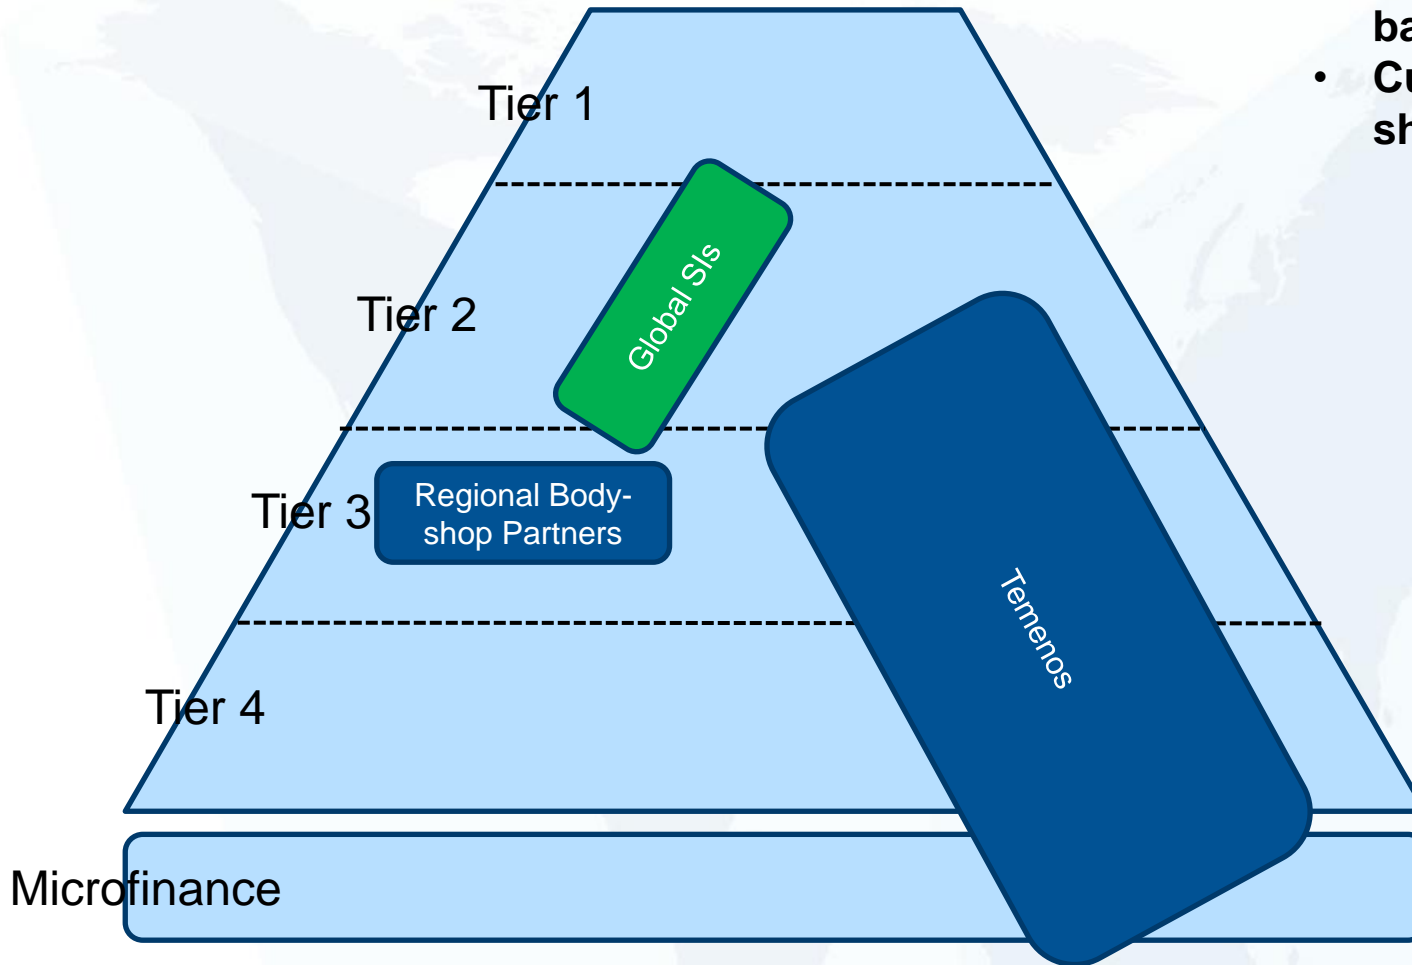 Tier 1
Global SIs
Tier 2
Tier 3
Regional Body-
shop Partners
Temenos
Tier 4
Microfinance
•